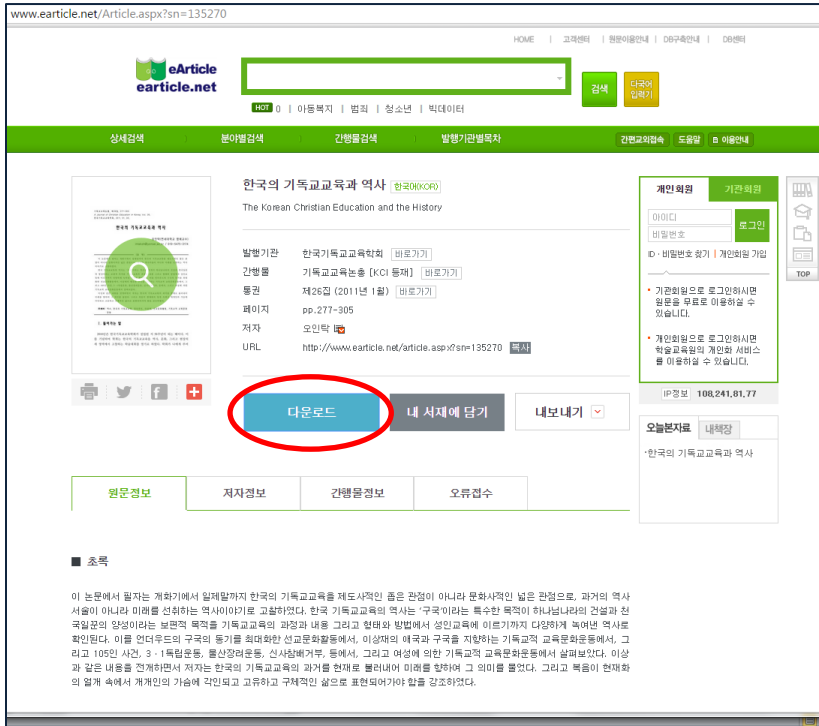 www.earticle.net/Article.aspx?sn=135270
HOME | 고객센터 | 원문이용안내 | DB구축안내 | DB센터
eArticle
earticle.net
검색
다국어
입력기
HOT 0 | 아동복지 | 범죄 | 청소년 | 빅데이터
상세검색 분야별검색 간행물검색 발행기관별목차 간편교외접속 도움말 이용안내
한국의 기독교교육과 역사 한국어(KOR)
The Korean Christian Education and the History
발행기관 한국기독교교육학회 바로가기
간행물 기독교교육논총 [KCI 등재] 바로가기
통권 제26집 (2011년 1월) 바로가기
페이지 pp.277-305
저자 오인탁
URL http://www.earticle.net/article.aspx?sn=135270 복사
다운로드 내 서재에 담기 내보내기
한국의 기독교교육과 역사
Ⅰ. 들어가는 말
개인회원 기관회원
아이디
비밀번호
로그인
ID · 비밀번호 찾기 | 개인회원 가입
기관회원으로 로그인하시면
원문을 무료로 이용하실 수
있습니다.
개인회원으로 로그인하시면
학술교육원의 개인화 서비스
를 이용하실 수 있습니다.
IP정보 108,241,81,77
오늘본자료 내책장
·한국의 기독교교육과 역사
TOP
원문정보 저자정보 간행물정보 오류접수
■ 초록
이 논문에서 필자는 개화기에서 일제말까지 한국의 기독교교육을 제도사적인 좁은 관점이 아니라 문화사적인 넓은 관점으로, 과거의 역사
서술이 아니라 미래를 선취하는 역사이야기로 고찰하였다. 한국 기독교교육의 역사는 '구국'이라는 특수한 목적이 하나님나라의 건설과 천
국일꾼의 양성이라는 보편적 목적을 기독교교육의 과정과 내용 그리고 형태와 방법에서 성인교육에 이르기까지 다양하게 녹여낸 역사로
확인된다. 이를 언더우드의 구국의 동기를 최대화한 선교문화활동에서, 이상재의 애국과 구국을 지향하는 기독교적 교육문화운동에서, 그
리고 105인 사건, 3 · 1독립운동, 물산장려운동, 신사참배거부, 등에서, 그리고 여성에 의한 기독교적 교육문화운동에서 살펴보았다. 이상
과 같은 내용을 전개하면서 저자는 한국의 기독교교육의 과거를 현재로 불러내어 미래를 향하여 그 의미를 물었다. 그리고 복음이 현재화
의 얼개 속에서 개개인의 가슴에 각인되고 고유하고 구체적인 삶으로 표현되어가야 함을 강조하였다.